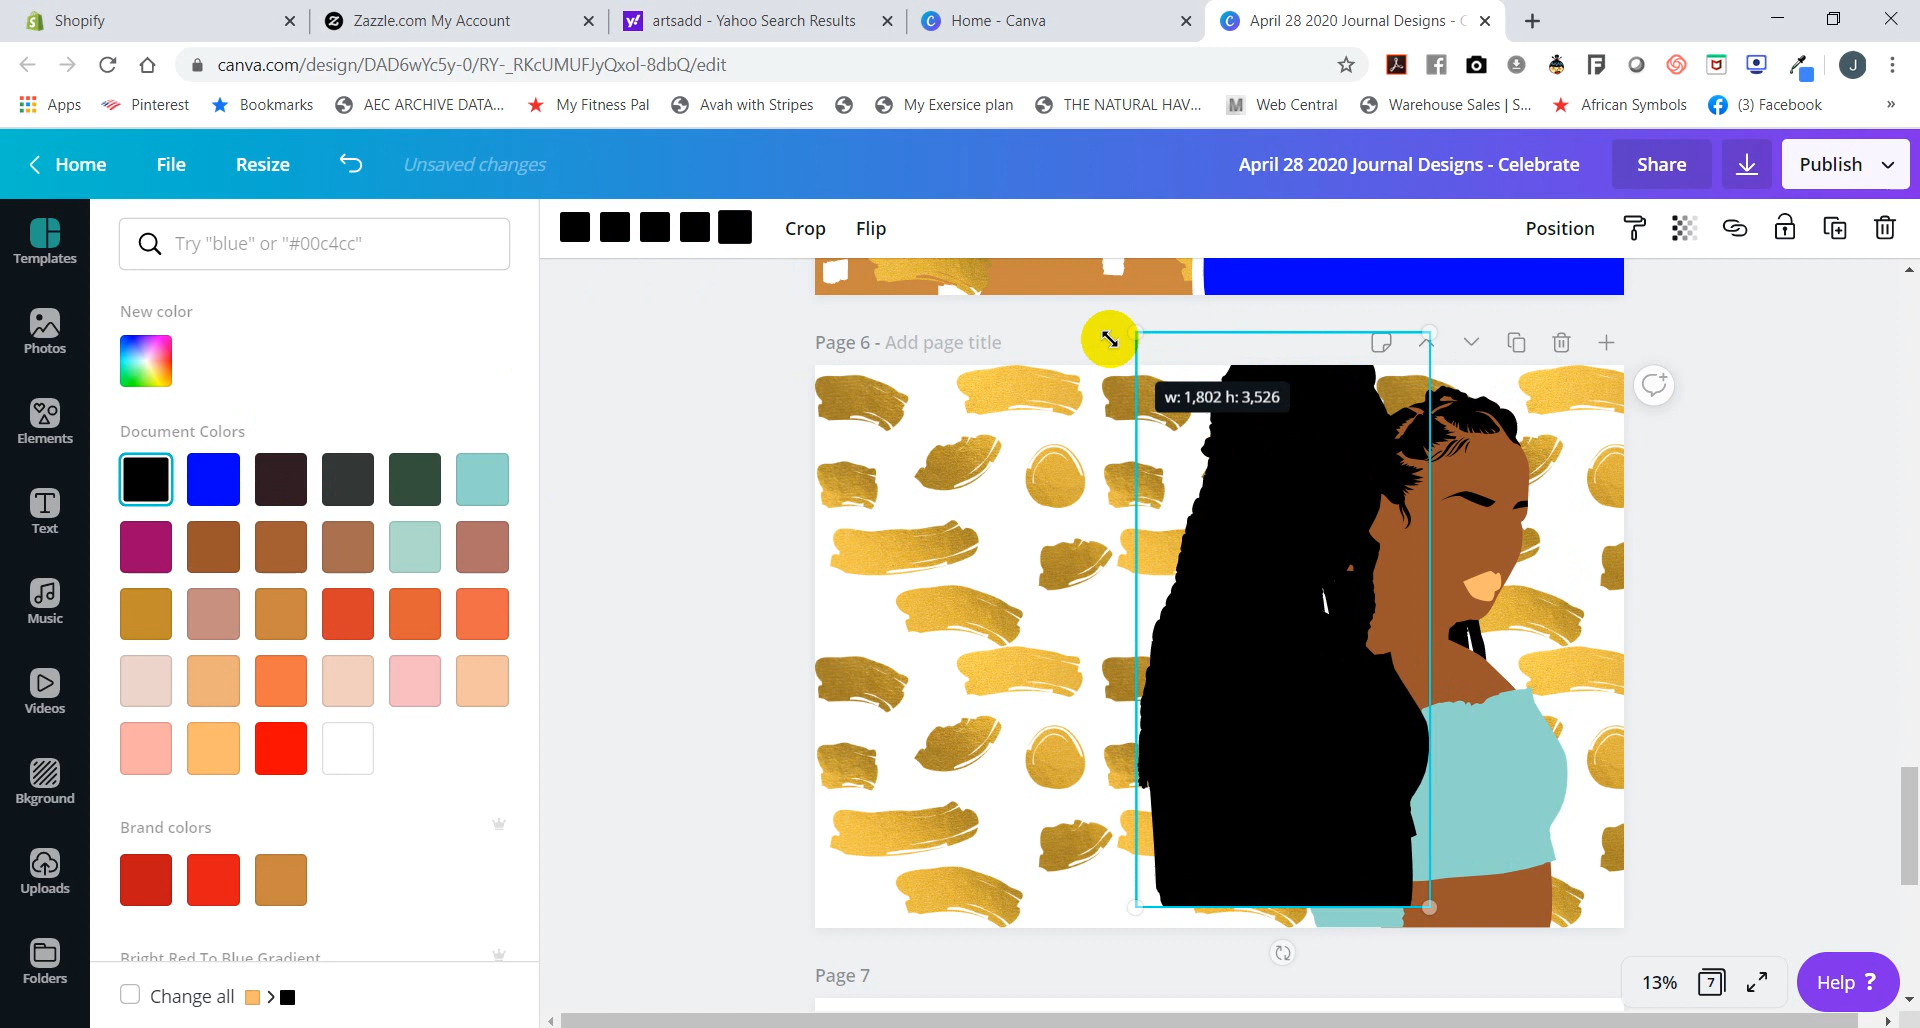 Shopify
Zazzle.com My Account
artsadd - Yahoo Search Results
Home - Canva
April 28 2020 Journal Designs - C
canva.com/design/DAD6wYc5y-0/RY-_RKcUMUFJyQxol-8dbQ/edit
J
Apps
Pinterest
Bookmarks
AEC ARCHIVE DATA...
My Fitness Pal
Avah with Stripes
My Exersice plan
THE NATURAL HAV...
Web Central
Warehouse Sales | S...
African Symbols
(3) Facebook
Home
File
Resize
Unsaved changes
April 28 2020 Journal Designs - Celebrate
Share
Publish
Templates
Photos
Elements
Text
Music
Videos
Bkground
Uploads
Folders
Try "blue" or "#00c4cc"
New color
Document Colors
Brand colors
Bright Red To Blue Gradient
Change all
Crop
Flip
Position
Page 6 - Add page title
w: 1,802 h: 3,526
Page 7
13%
7
Help ?